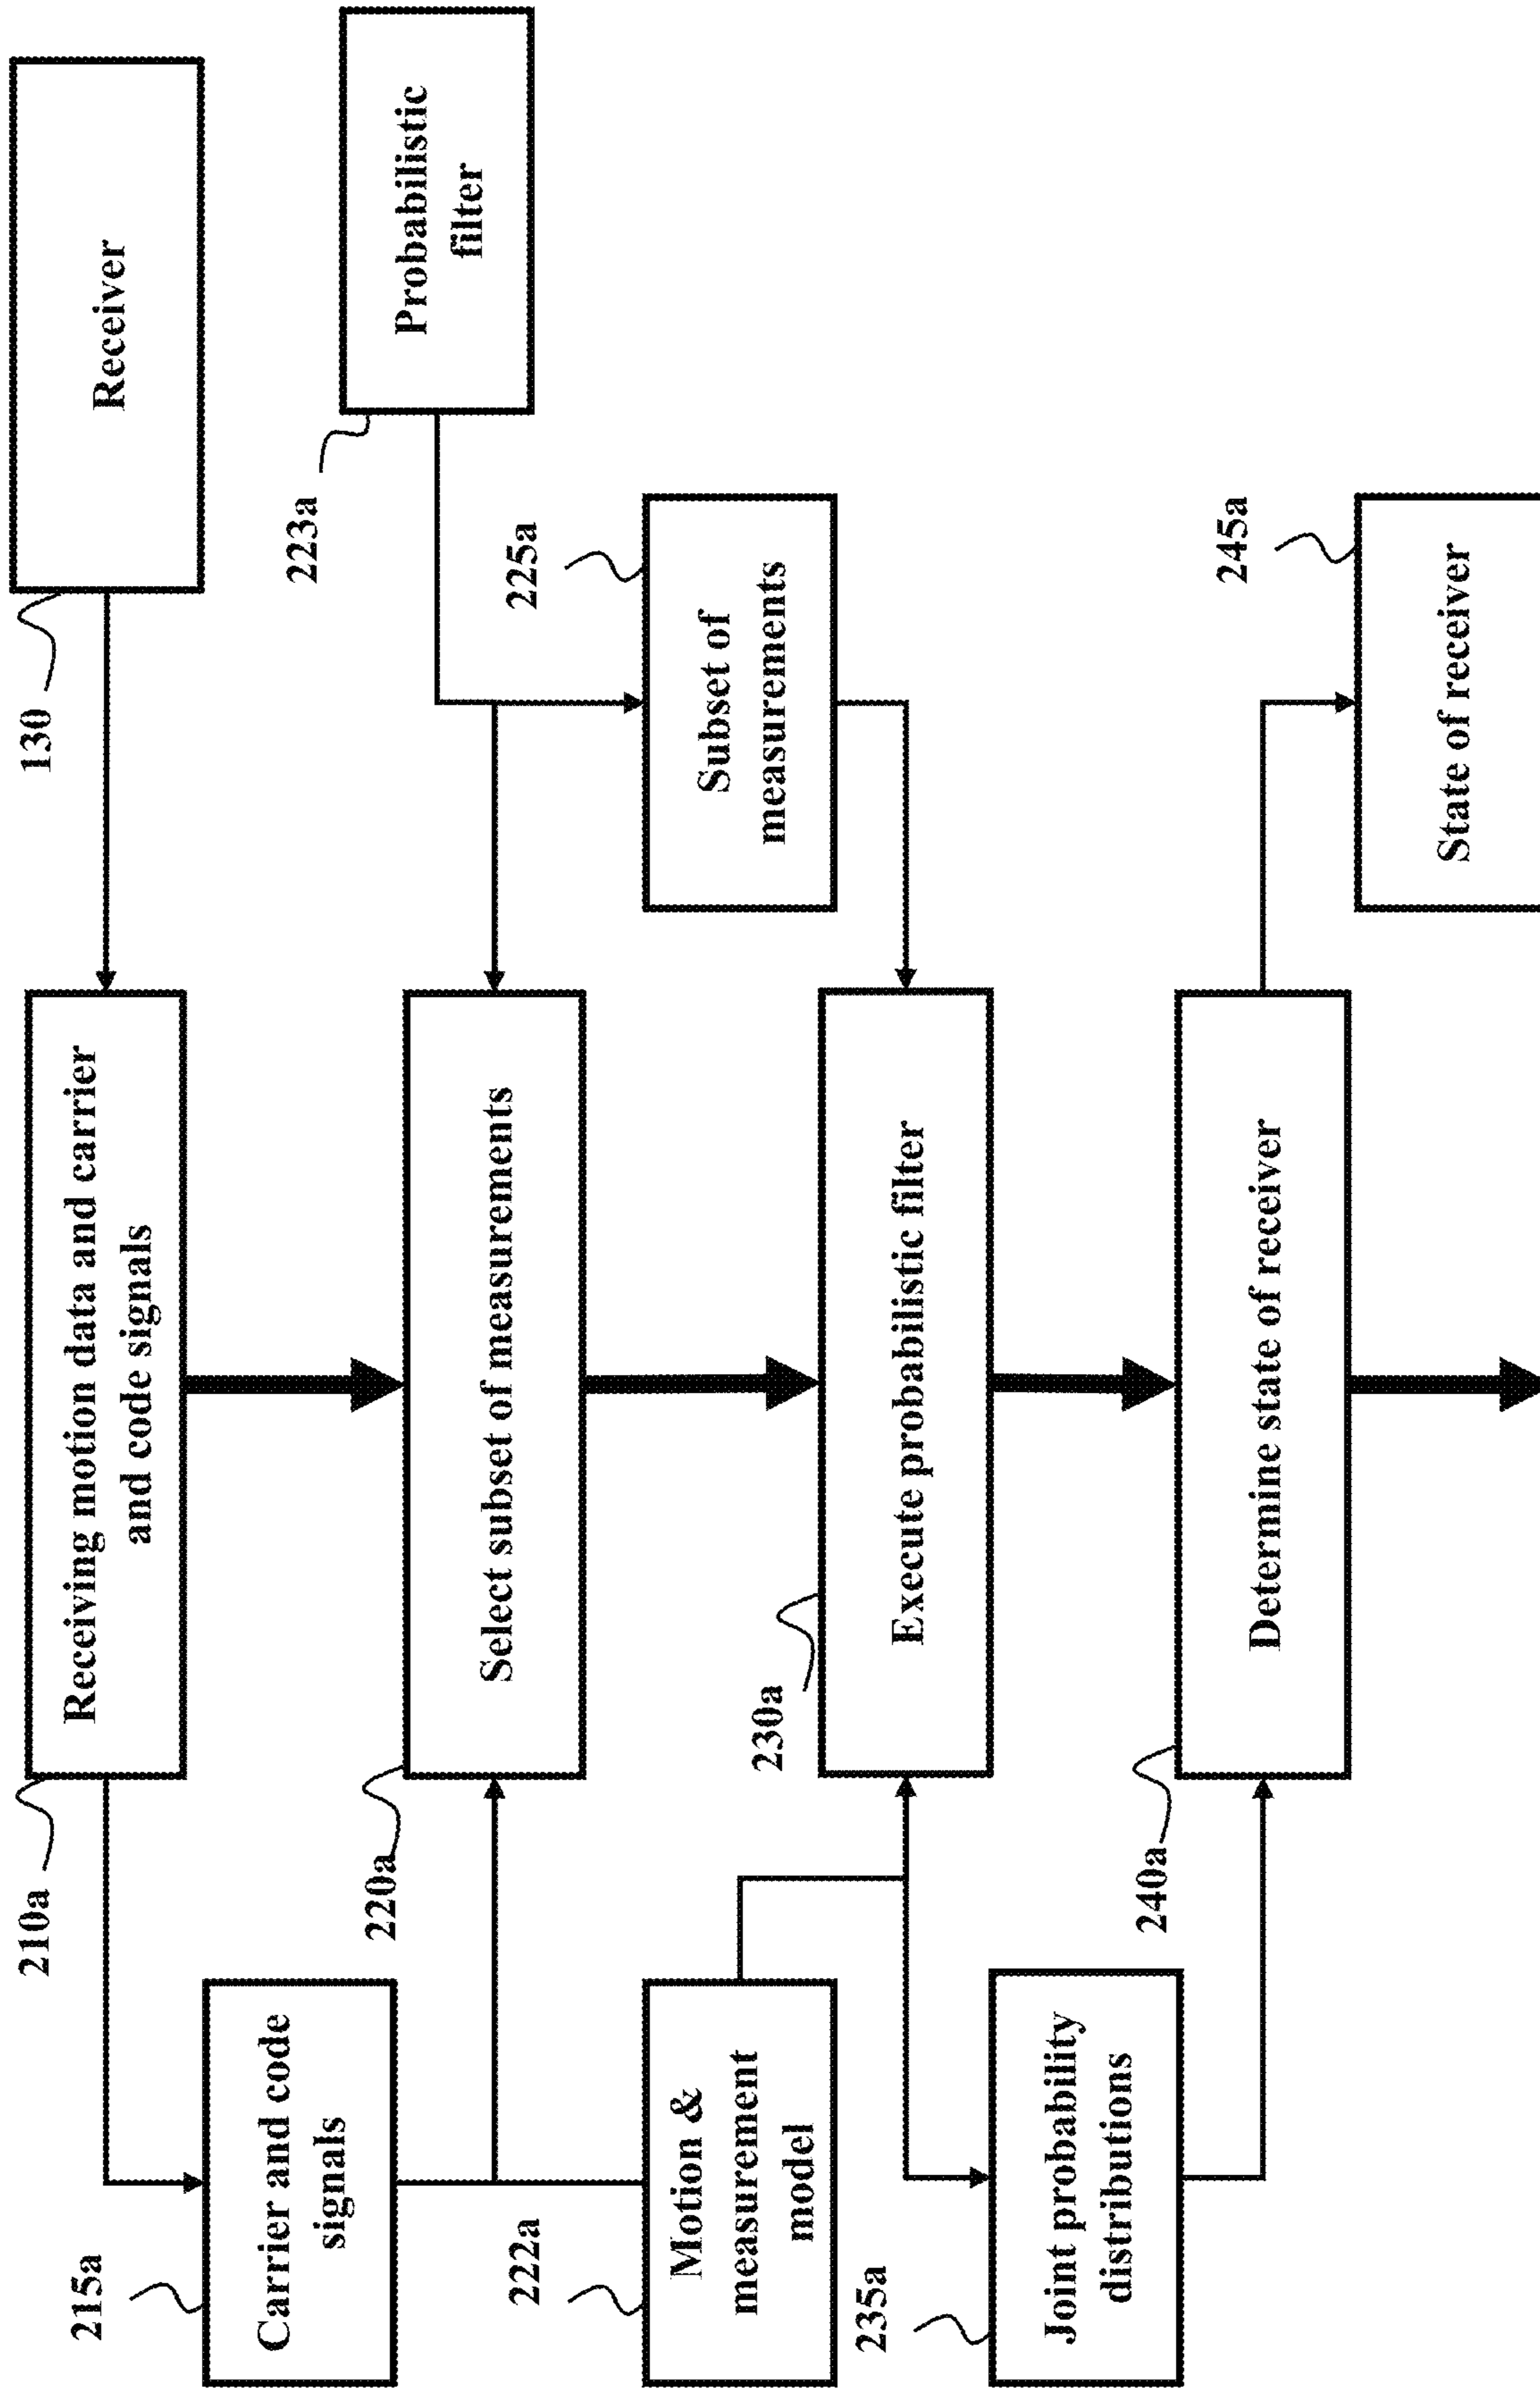 130
Receiver
210a
Receiving motion data and carrier
and code signals
215a
Carrier and code
signals
223a
Probabilistic
filter
220a
Select subset of measurements
225a
Subset of
measurements
222a
Motion &
measurement
model
230a
Execute probabilistic filter
235a
Joint probability
distributions
240a
Determine state of receiver
245a
State of receiver